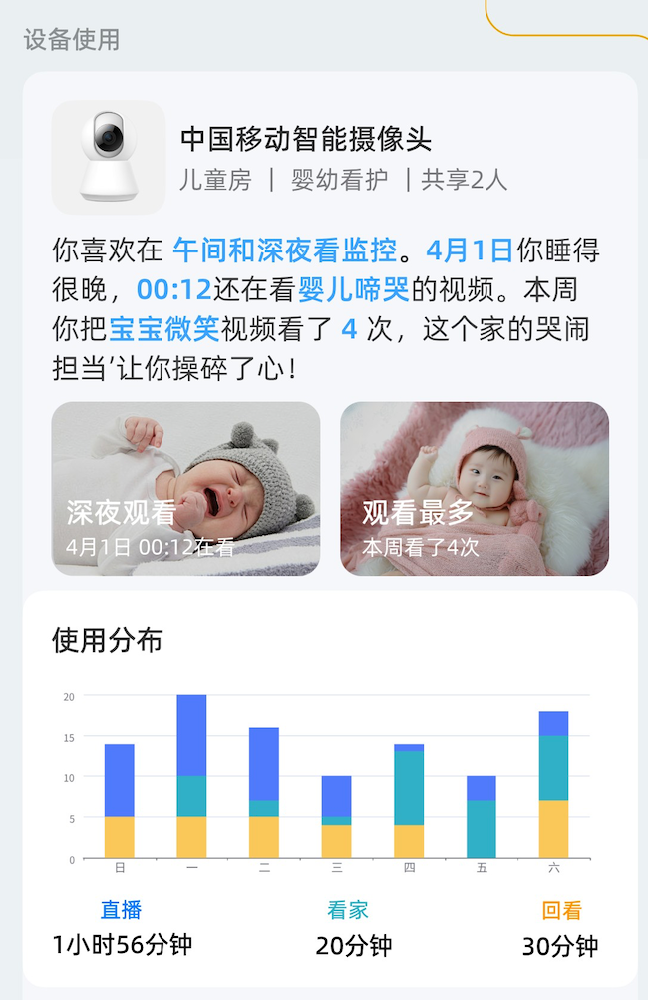 设备使用
中国移动智能摄像头
儿童房 | 婴幼看护 | 共享2人
你喜欢在 午间和深夜看监控。4月1日你睡得
很晚，00:12还在看婴儿啼哭的视频。本周
你把宝宝微笑视频看了 4 次，这个家的哭闹
担当'让你操碎了心！
深夜观看
4月1日 00:12在看
观看最多
本周看了4次
使用分布
20
15
10
5
0
日 一 二 三 四 五 六
直播 看家 回看
1小时56分钟 20分钟 30分钟